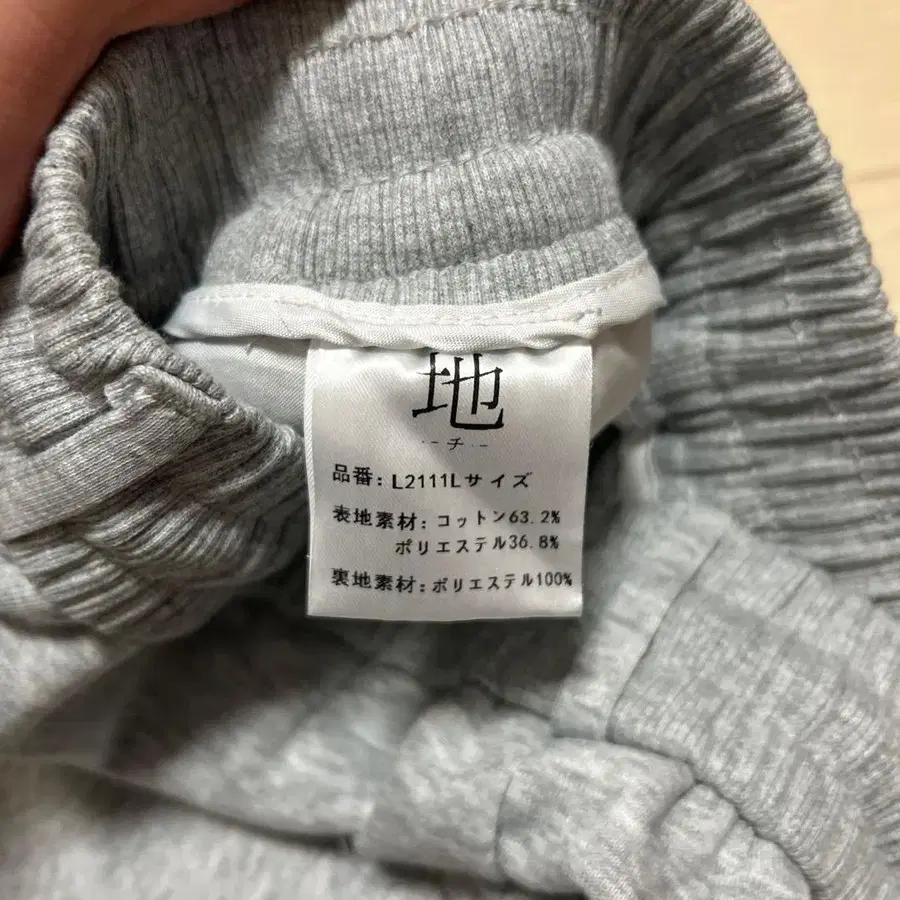 地
--チ--
品番: L2111Lサイズ
表地素材: コットン63.2%
ポリエステル36.8%
裏地素材: ポリエステル100%